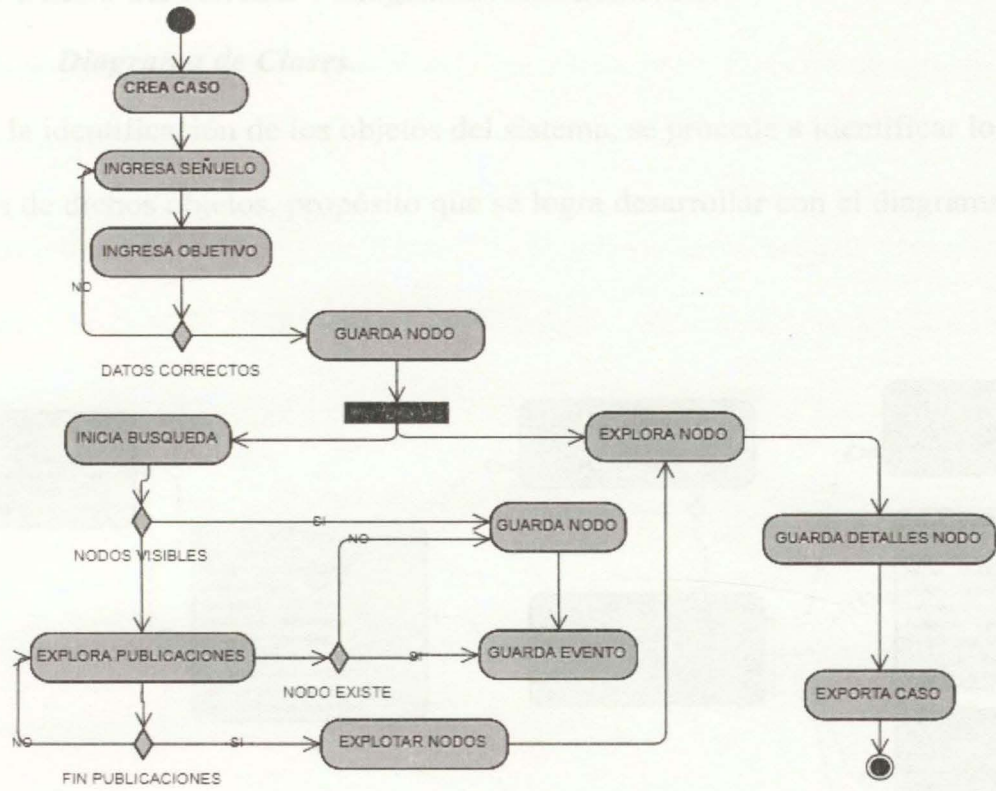 Diagrama de Clases.
CREA CASO
la identificación de los objetos del sistema, se procede a identificar lo
INGRESA SEÑUELO
de dichos objetos, propósito que se logra desarrollar con el diagrama
INGRESA OBJETIVO
NO
GUARDA NODO
DATOS CORRECTOS
INICIA BUSQUEDA
EXPLORA NODO
SI
GUARDA NODO
NO
NODOS VISIBLES
GUARDA DETALLES NODO
EXPLORA PUBLICACIONES
SI
GUARDA EVENTO
NODO EXISTE
EXPORTA CASO
NO
SI
EXPLOTAR NODOS
FIN PUBLICACIONES